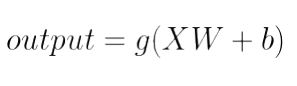 output = g(XW + b)